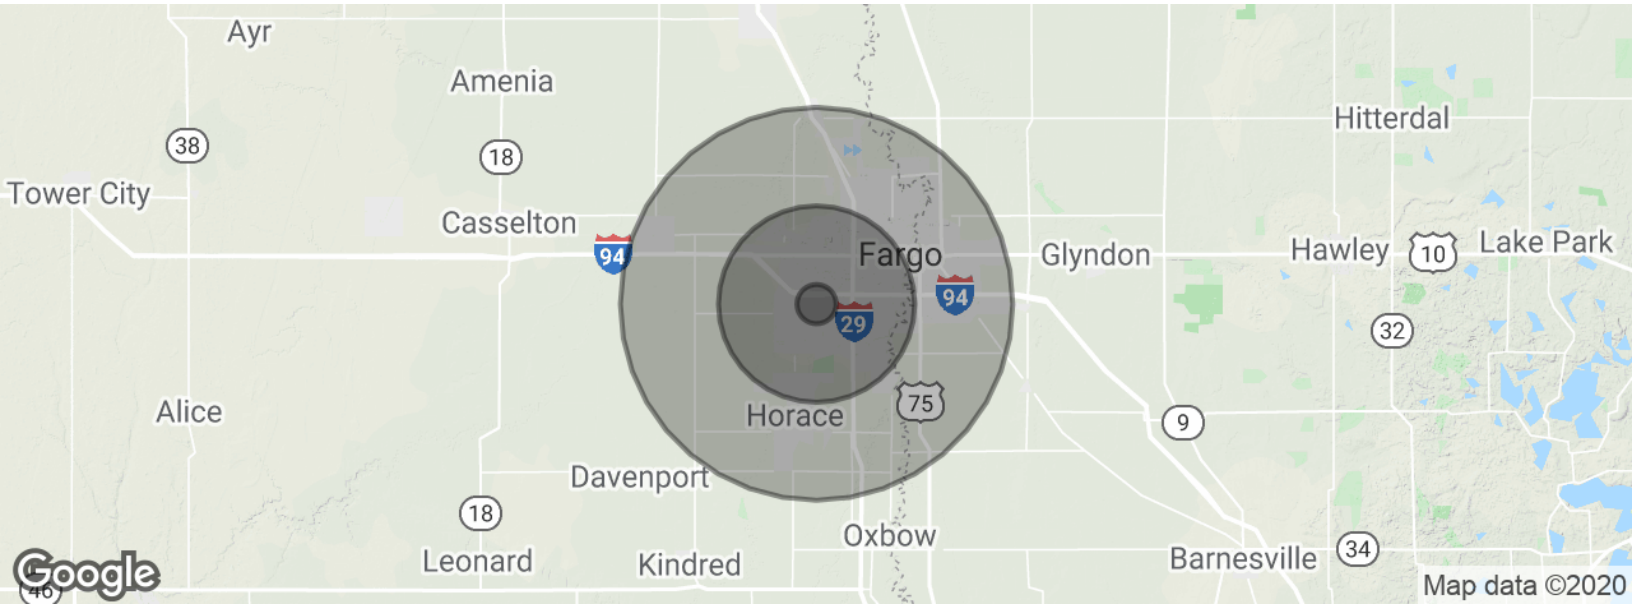 Ayr
Amenia
Hitterdal
38
18
Tower City
Casselton
94
Fargo
Glyndon
Hawley
10
Lake Park
94
29
32
75
9
Alice
Horace
Davenport
18
Oxbow
34
Leonard
Kindred
Barnesville
Google
46
Map data ©2020